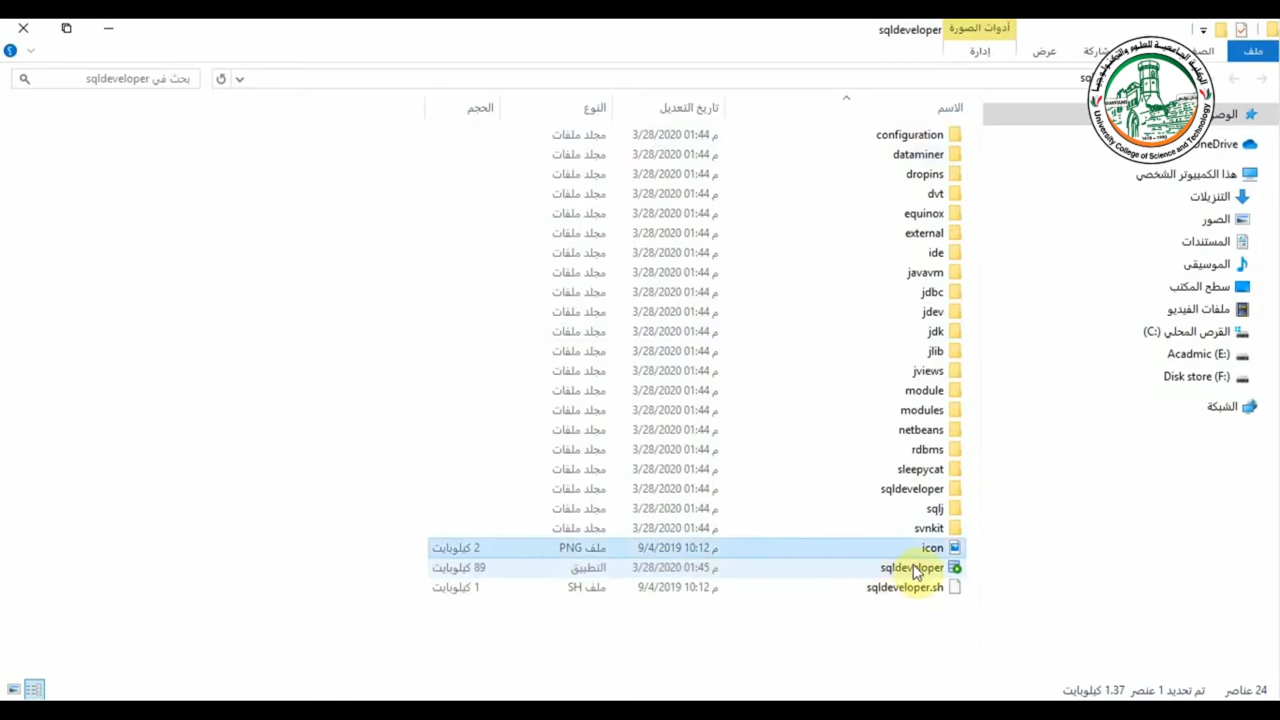 sqldeveloper
أدوات الصورة
ملف
الصف
شاركة
عرض
إدارة
sq
بحث في sqldeveloper
الكلية الجامعية للعلوم والتكنولوجيا
University College of Science and Technology
الاسم
تاريخ التعديل
النوع
الحجم
الوص
OneDrive
هذا الكمبيوتر الشخصي
التنزيلات
الصور
المستندات
الموسيقى
سطح المكتب
ملفات الفيديو
القرص المحلي (C:)
Acadmic (E:)
Disk store (F:)
الشبكة
configuration 3/28/2020 01:44 م مجلد ملفات
dataminer 3/28/2020 01:44 م مجلد ملفات
dropins 3/28/2020 01:44 م مجلد ملفات
dvt 3/28/2020 01:44 م مجلد ملفات
equinox 3/28/2020 01:44 م مجلد ملفات
external 3/28/2020 01:44 م مجلد ملفات
ide 3/28/2020 01:44 م مجلد ملفات
javavm 3/28/2020 01:44 م مجلد ملفات
jdbc 3/28/2020 01:44 م مجلد ملفات
jdev 3/28/2020 01:44 م مجلد ملفات
jdk 3/28/2020 01:44 م مجلد ملفات
jlib 3/28/2020 01:44 م مجلد ملفات
jviews 3/28/2020 01:44 م مجلد ملفات
module 3/28/2020 01:44 م مجلد ملفات
modules 3/28/2020 01:44 م مجلد ملفات
netbeans 3/28/2020 01:44 م مجلد ملفات
rdbms 3/28/2020 01:44 م مجلد ملفات
sleepycat 3/28/2020 01:44 م مجلد ملفات
sqldeveloper 3/28/2020 01:44 م مجلد ملفات
sqlj 3/28/2020 01:44 م مجلد ملفات
svnkit 3/28/2020 01:44 م مجلد ملفات
icon 9/4/2019 10:12 م ملف PNG 2 كيلوبايت
sqldeveloper 3/28/2020 01:45 م التطبيق 89 كيلوبايت
sqldeveloper.sh 9/4/2019 10:12 م ملف SH 1 كيلوبايت
24 عناصر تم تحديد 1 عنصر 1.37 كيلوبايت